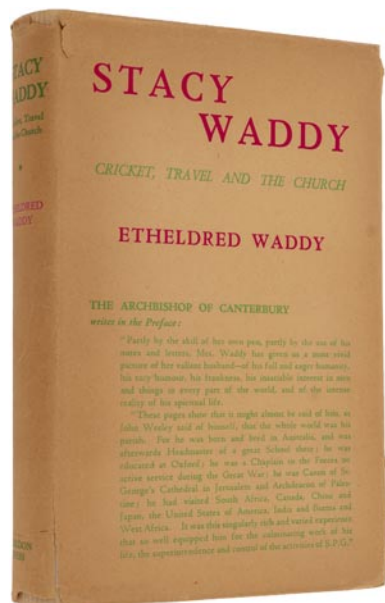 STACY
WADDY
CRICKET, TRAVEL AND THE CHURCH
ETHELDRED WADDY
THE ARCHBISHOP OF CANTERBURY
writes in the Preface:
"Partly by the skill of her own pen, partly by the use of his
notes and letters, Mrs. Waddy has given us a most vivid
picture of her valiant husband—of his full and eager humanity,
his racy humour, his frankness, his insatiable interest in men
and things in every part of the world, and of the intense
reality of his spiritual life.
"These pages show that it might almost be said of him, as
John Wesley said of himself, that the whole world was his
parish. For he was born and bred in Australia, and was
afterwards Headmaster of a great School there; he was
educated at Oxford; he was a Chaplain to the Forces on
active service during the Great War; he was Canon of St.
George's Cathedral in Jerusalem and Archdeacon of Pales-
tine; he had visited South Africa, Canada, China and
Japan, the United States of America, India and Burma and
West Africa. It was this singularly rich and varied experience
that so well equipped him for the culminating work of his
life, the superintendence and control of the activities of S.P.G."